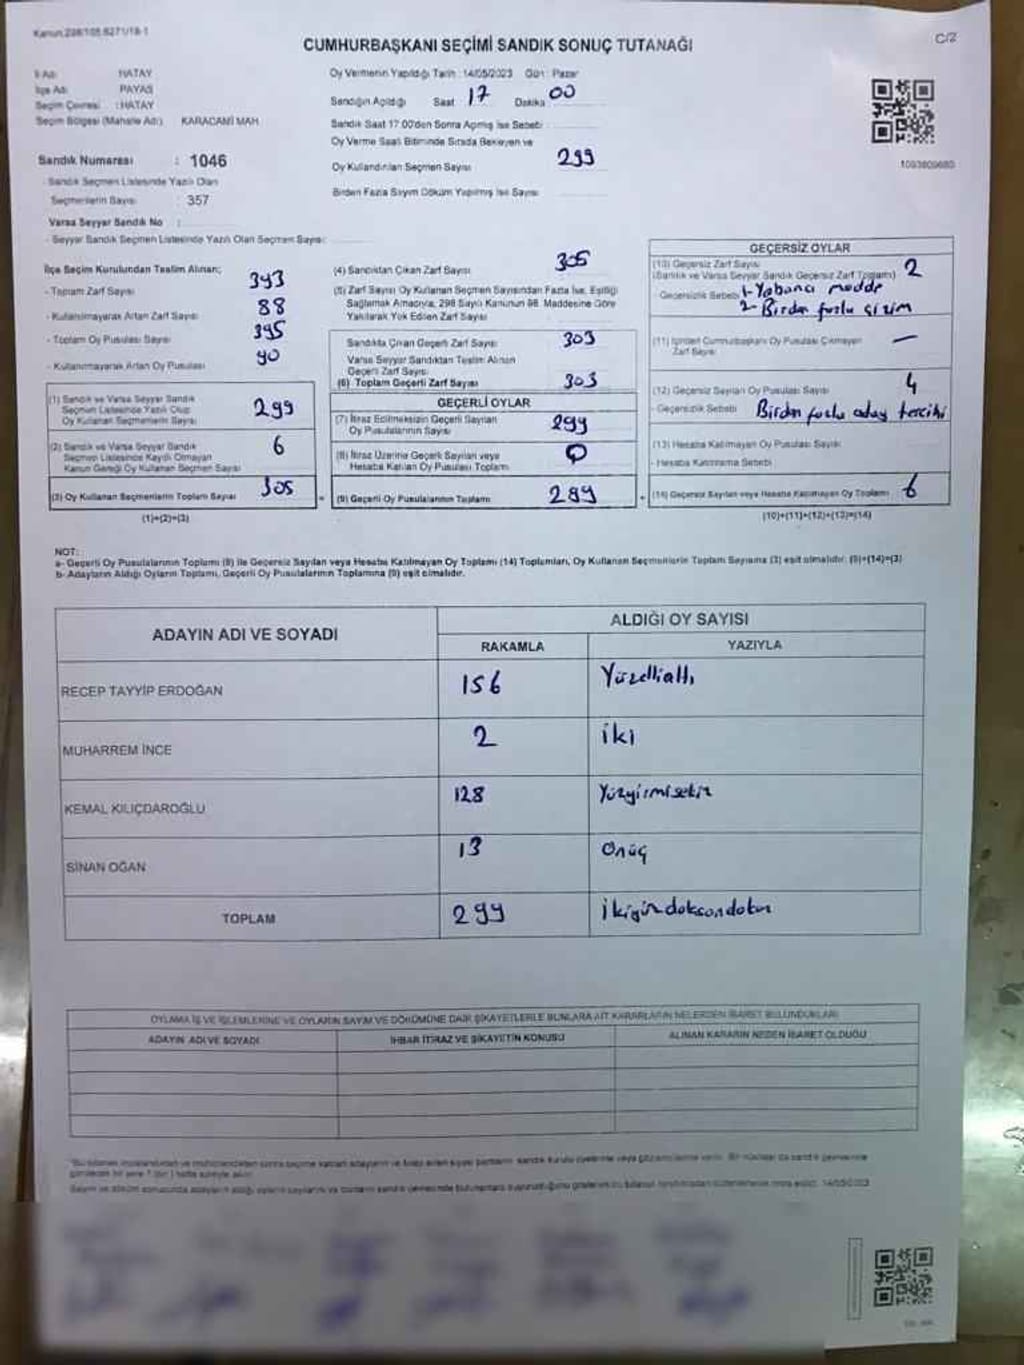 Kanun.298/105,6271/18-1
C/2
CUMHURBAŞKANI SEÇİMİ SANDIK SONUÇ TUTANAĞI
İl Adı : HATAY
İlçe Adı : PAYAS
Seçim Çevresi : HATAY
Seçim Bölgesi (Mahalle Adı) KARACAMİ MAH.
Sandık Numarası : 1046
- Sandık Seçmen Listesinde Yazılı Olan
Seçmenlerin Sayısı : 357
Varsa Seyyar Sandık No :
- Seyyar Sandık Seçmen Listesinde Yazılı Olan Seçmen Sayısı:
Oy Vermenin Yapıldığı Tarih : 14/05/2023 Gün : Pazar
Sandığın Açıldığı Saat 17 Dakika 00
Sandık Saat 17:00'den Sonra Açmış İse Sebebi :
Oy Verme Saati Bitiminde Sırada Bekleyen ve
Oy Kullandırılan Seçmen Sayısı 299
Birden Fazla Sayım Döküm Yapılmış İse Sayısı
1093809680
İlçe Seçim Kurulundan Teslim Alınan;
- Toplam Zarf Sayısı 393
- Kullanılmayarak Artan Zarf Sayısı 88
- Toplam Oy Pusulası Sayısı 395
- Kullanılmayarak Artan Oy Pusulası 90
(1) Sandık ve Varsa Seyyar Sandık
Seçmen Listesinde Yazılı Olup
Oy Kullanan Seçmenlerin Sayısı 299
(2) Sandık ve Varsa Seyyar Sandık
Seçmen Listesinde Kayıtlı Olmayan
Kanun Gereği Oy Kullanan Seçmen Sayısı 6
(3) Oy Kullanan Seçmenlerin Toplam Sayısı 305
(1)+(2)=(3)
(4) Sandıktan Çıkan Zarf Sayısı 305
(5) Zarf Sayısı Oy Kullanan Seçmen Sayısından Fazla İse, Eşitliği
Sağlamak Amacıyla, 298 Sayılı Kanunun 98. Maddesine Göre
Yakılarak Yok Edilen Zarf Sayısı
Sandıkta Çıkan Geçerli Zarf Sayısı 303
Varsa Seyyar Sandıktan Teslim Alınan
Geçerli Zarf Sayısı
(6) Toplam Geçerli Zarf Sayısı 303
GEÇERLİ OYLAR
(7) İtiraz Edilmeksizin Geçerli Sayılan
Oy Pusulalarının Sayısı 299
(8) İtiraz Üzerine Geçerli Sayılan veya
Hesaba Katılan Oy Pusulası Toplamı 0
(9) Geçerli Oy Pusulalarının Toplamı 299
GEÇERSİZ OYLAR
(10) Geçersiz Zarf Sayısı 2
(Sandık ve Varsa Seyyar Sandık Geçersiz Zarf Toplamı)
- Geçersizlik Sebebi 1- Yabancı madde
2- Birden fazla çizim
(11) İçinden Cumhurbaşkanı Oy Pusulası Çıkmayan
Zarf Sayısı —
(12) Geçersiz Sayılan Oy Pusulası Sayısı 4
- Geçersizlik Sebebi Birden fazla aday tercihi
(13) Hesaba Katılmayan Oy Pusulası Sayısı
- Hesaba Katılmama Sebebi
(14) Geçersiz Sayılan veya Hesaba Katılmayan Oy Toplamı 6
(10)+(11)+(12)+(13)=(14)
NOT:
a- Geçerli Oy Pusulalarının Toplamı (9) ile Geçersiz Sayılan veya Hesaba Katılmayan Oy Toplamı (14) Toplamları, Oy Kullanan Seçmenlerin Toplam Sayısına (3) eşit olmalıdır: (9)+(14)=(3)
b- Adayların Aldığı Oyların Toplamı, Geçerli Oy Pusulalarının Toplamına (9) eşit olmalıdır.
ADAYIN ADI VE SOYADI
ALDIĞI OY SAYISI
RAKAMLA YAZIYLA
RECEP TAYYİP ERDOĞAN 156 Yüzelliatlı
MUHARREM İNCE 2 iki
KEMAL KILIÇDAROĞLU 128 Yüzyirmisekiz
SİNAN OĞAN 13 Onüç
TOPLAM 299 ikiyüzdoksandokuz
OYLAMA İŞ VE İŞLEMLERİNE VE OYLARIN SAYIM VE DÖKÜMÜNE DAİR ŞİKAYETLERLE BUNLARA AİT KARARLARIN NELERDEN İBARET BULUNDUKLARI
ADAYIN ADI VE SOYADI İHBAR İTİRAZ VE ŞİKAYETİN KONUSU ALINAN KARARIN NEDEN İBARET OLDUĞU